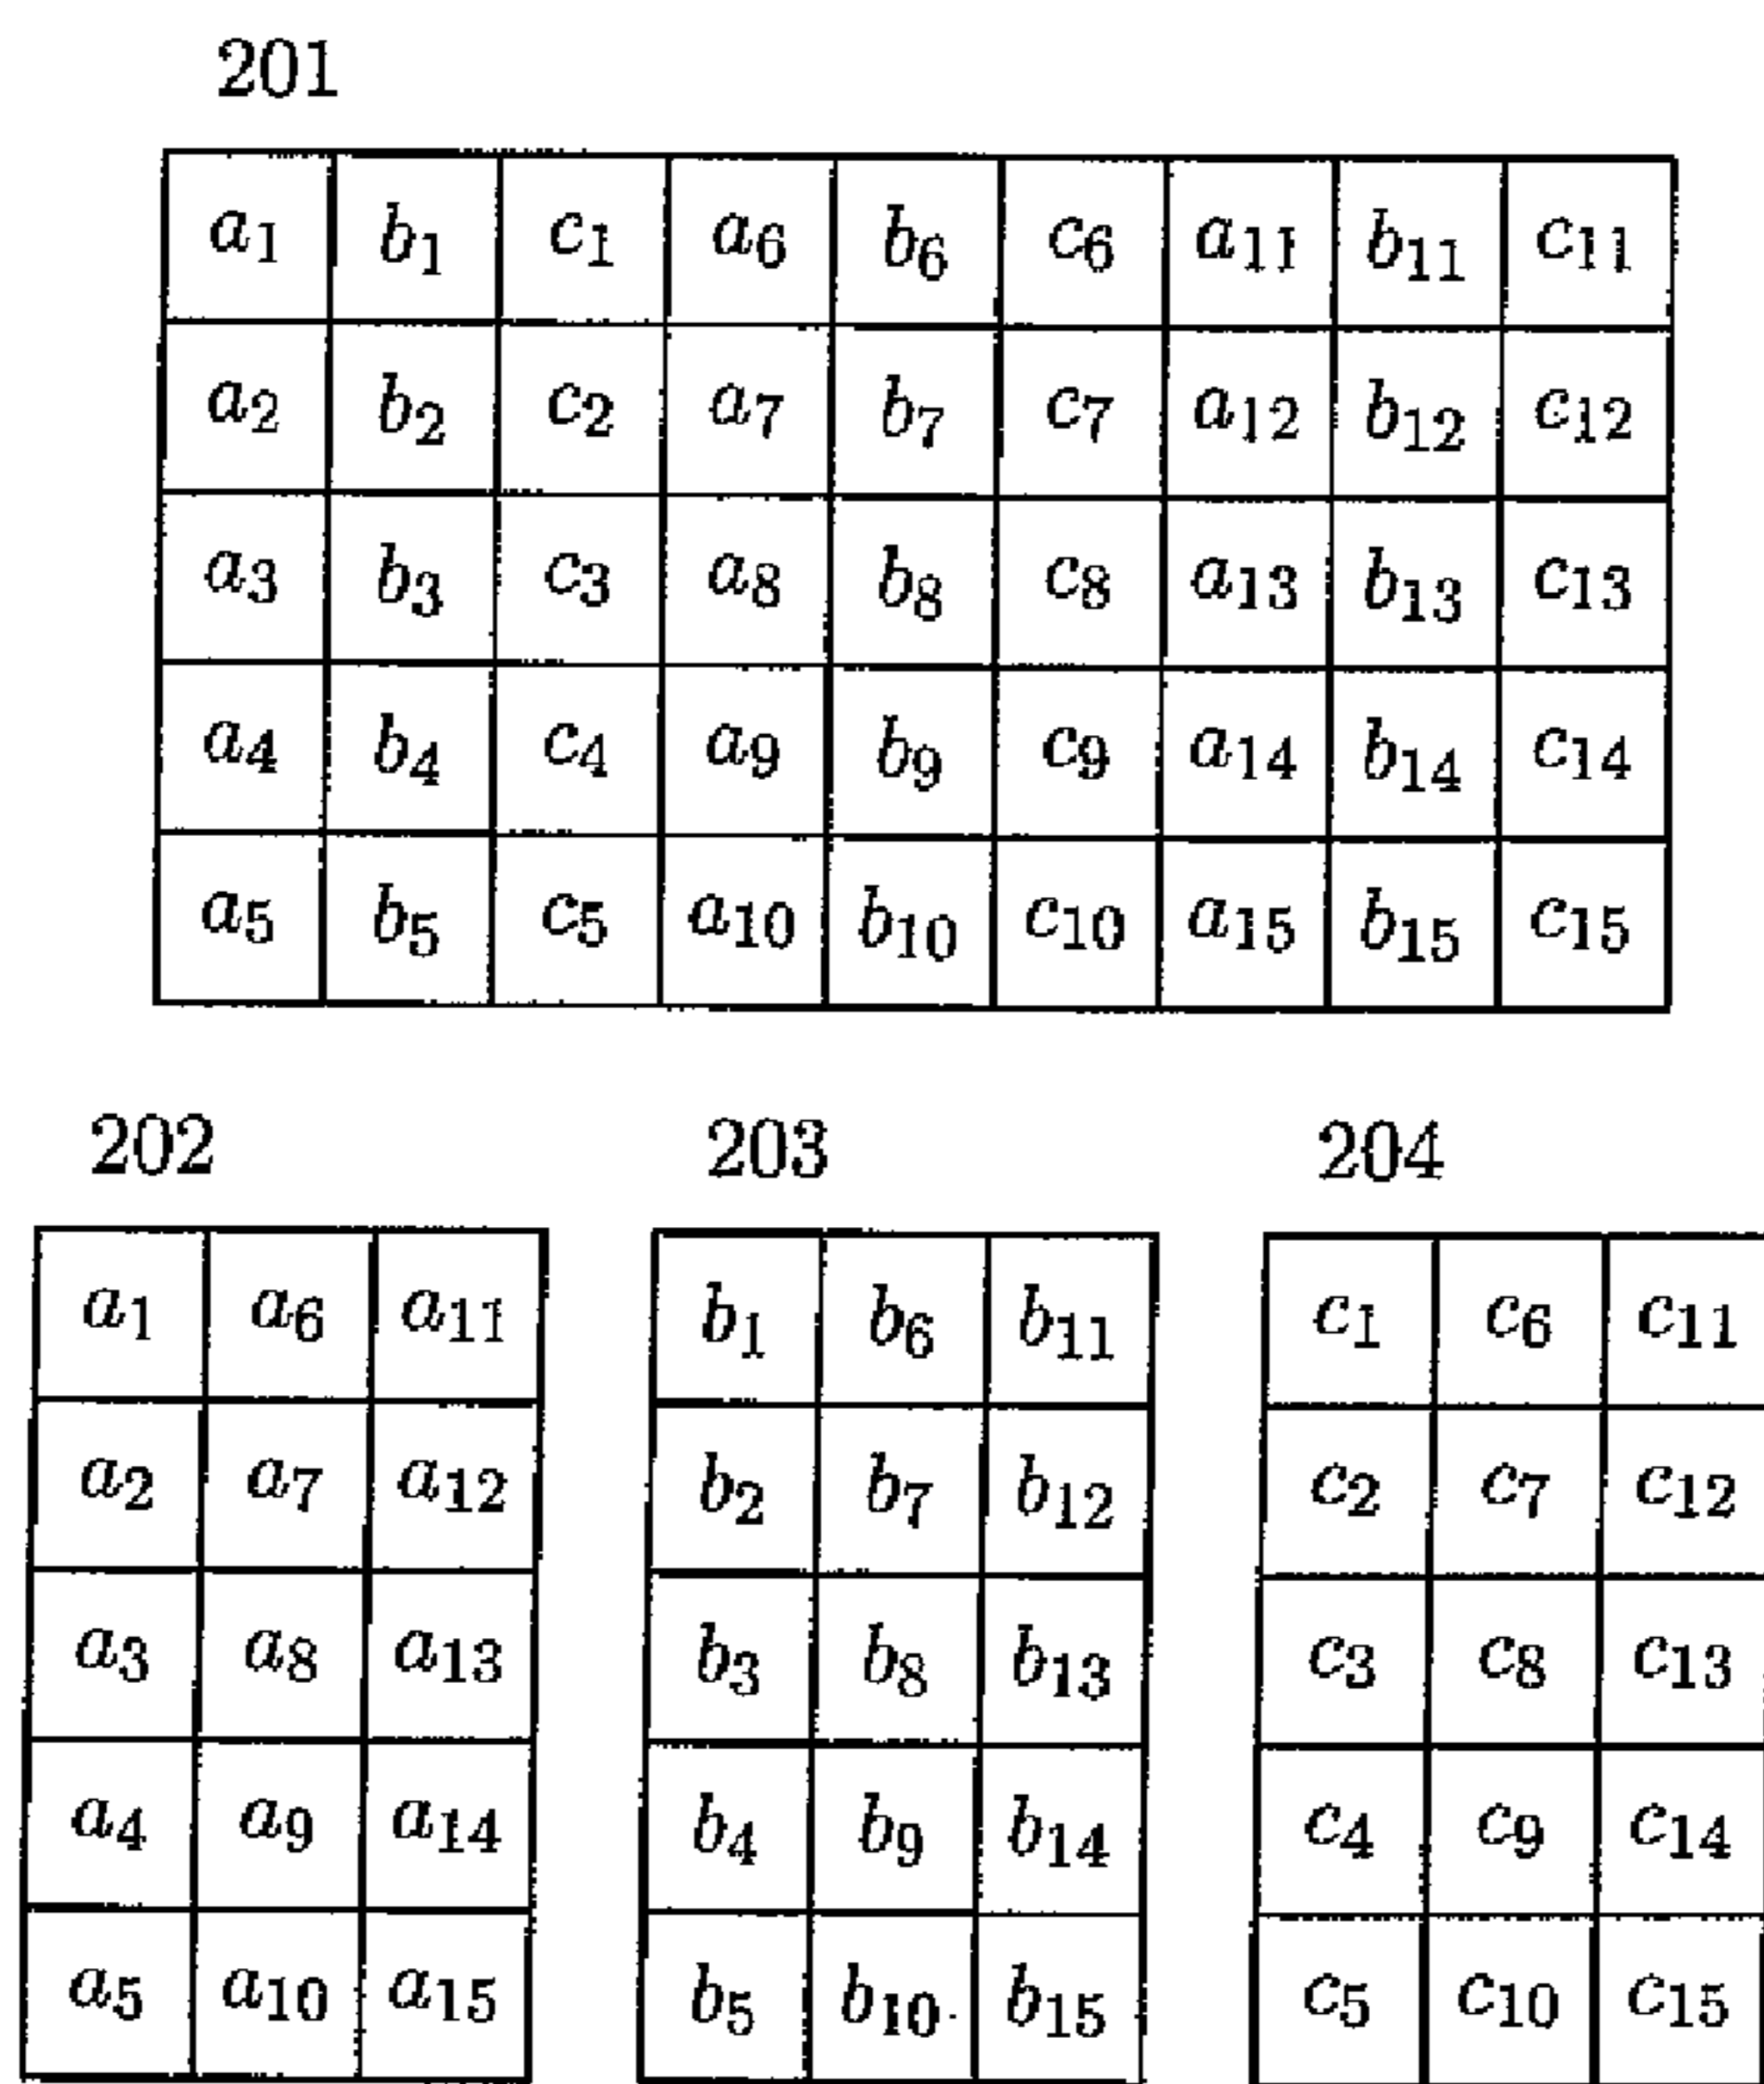 201
a₁ b₁ c₁ a₆ b₆ c₆ a₁₁ b₁₁ c₁₁
a₂ b₂ c₂ a₇ b₇ c₇ a₁₂ b₁₂ c₁₂
a₃ b₃ c₃ a₈ b₈ c₈ a₁₃ b₁₃ c₁₃
a₄ b₄ c₄ a₉ b₉ c₉ a₁₄ b₁₄ c₁₄
a₅ b₅ c₅ a₁₀ b₁₀ c₁₀ a₁₅ b₁₅ c₁₅
202
a₁ a₆ a₁₁
a₂ a₇ a₁₂
a₃ a₈ a₁₃
a₄ a₉ a₁₄
a₅ a₁₀ a₁₅
203
b₁ b₆ b₁₁
b₂ b₇ b₁₂
b₃ b₈ b₁₃
b₄ b₉ b₁₄
b₅ b₁₀ b₁₅
204
c₁ c₆ c₁₁
c₂ c₇ c₁₂
c₃ c₈ c₁₃
c₄ c₉ c₁₄
c₅ c₁₀ c₁₅